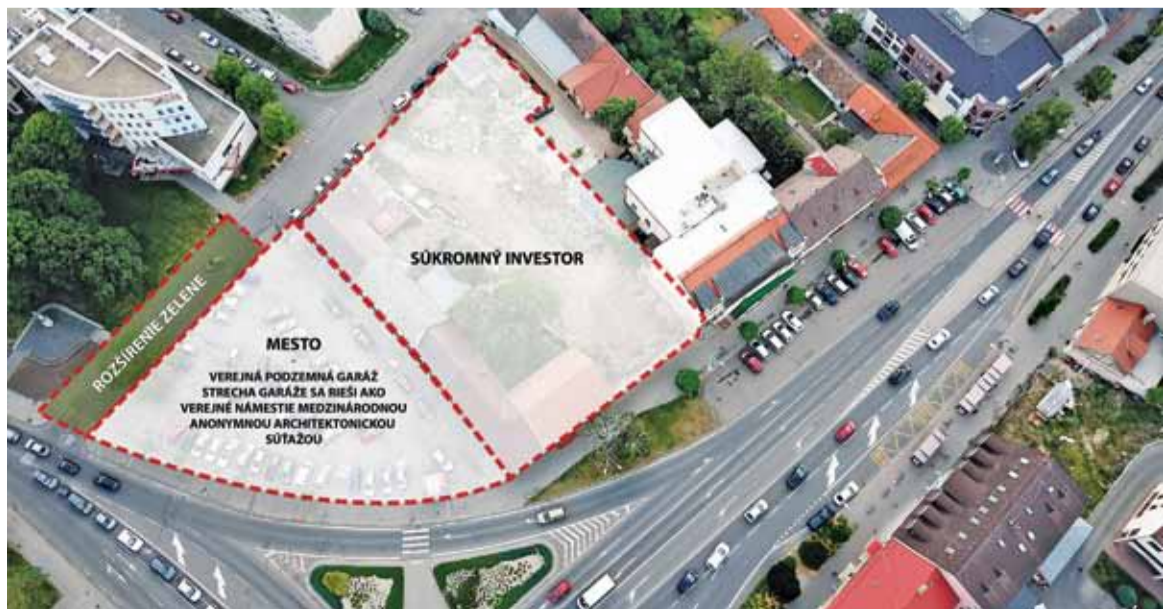 SÚKROMNÝ INVESTOR
ROZŠÍRENIE ZELENE
MESTO
-
VEREJNÁ PODZEMNÁ GARÁŽ
STRECHA GARÁŽE SA RIEŠI AKO
VEREJNÉ NÁMESTIE MEDZINÁRODNOU
ANONYMNOU ARCHITEKTONICKOU
SÚŤAŽOU